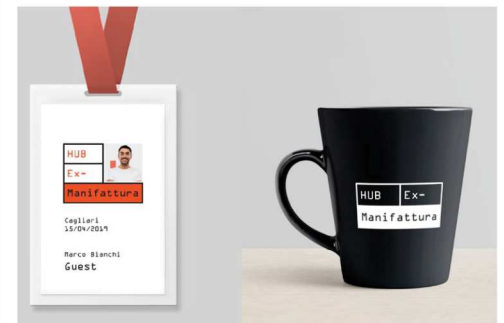 HUB
Ex-
Manifattura
Cagliari
15/04/2019
Marco Bianchi
Guest
HUB Ex-
Manifattura